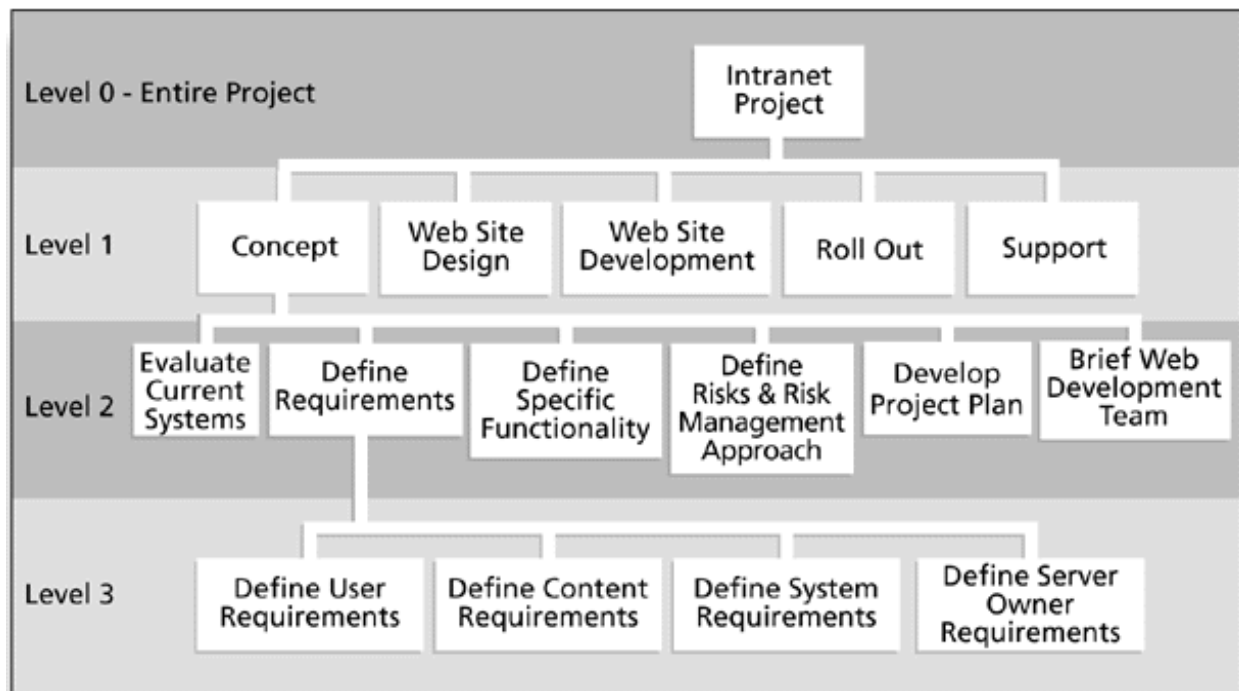 Level 0 - Entire Project
Intranet
Project
Level 1
Concept
Web Site
Design
Web Site
Development
Roll Out
Support
Level 2
Evaluate
Current
Systems
Define
Requirements
Define
Specific
Functionality
Define
Risks & Risk
Management
Approach
Develop
Project Plan
Brief Web
Development
Team
Level 3
Define User
Requirements
Define Content
Requirements
Define System
Requirements
Define Server
Owner
Requirements